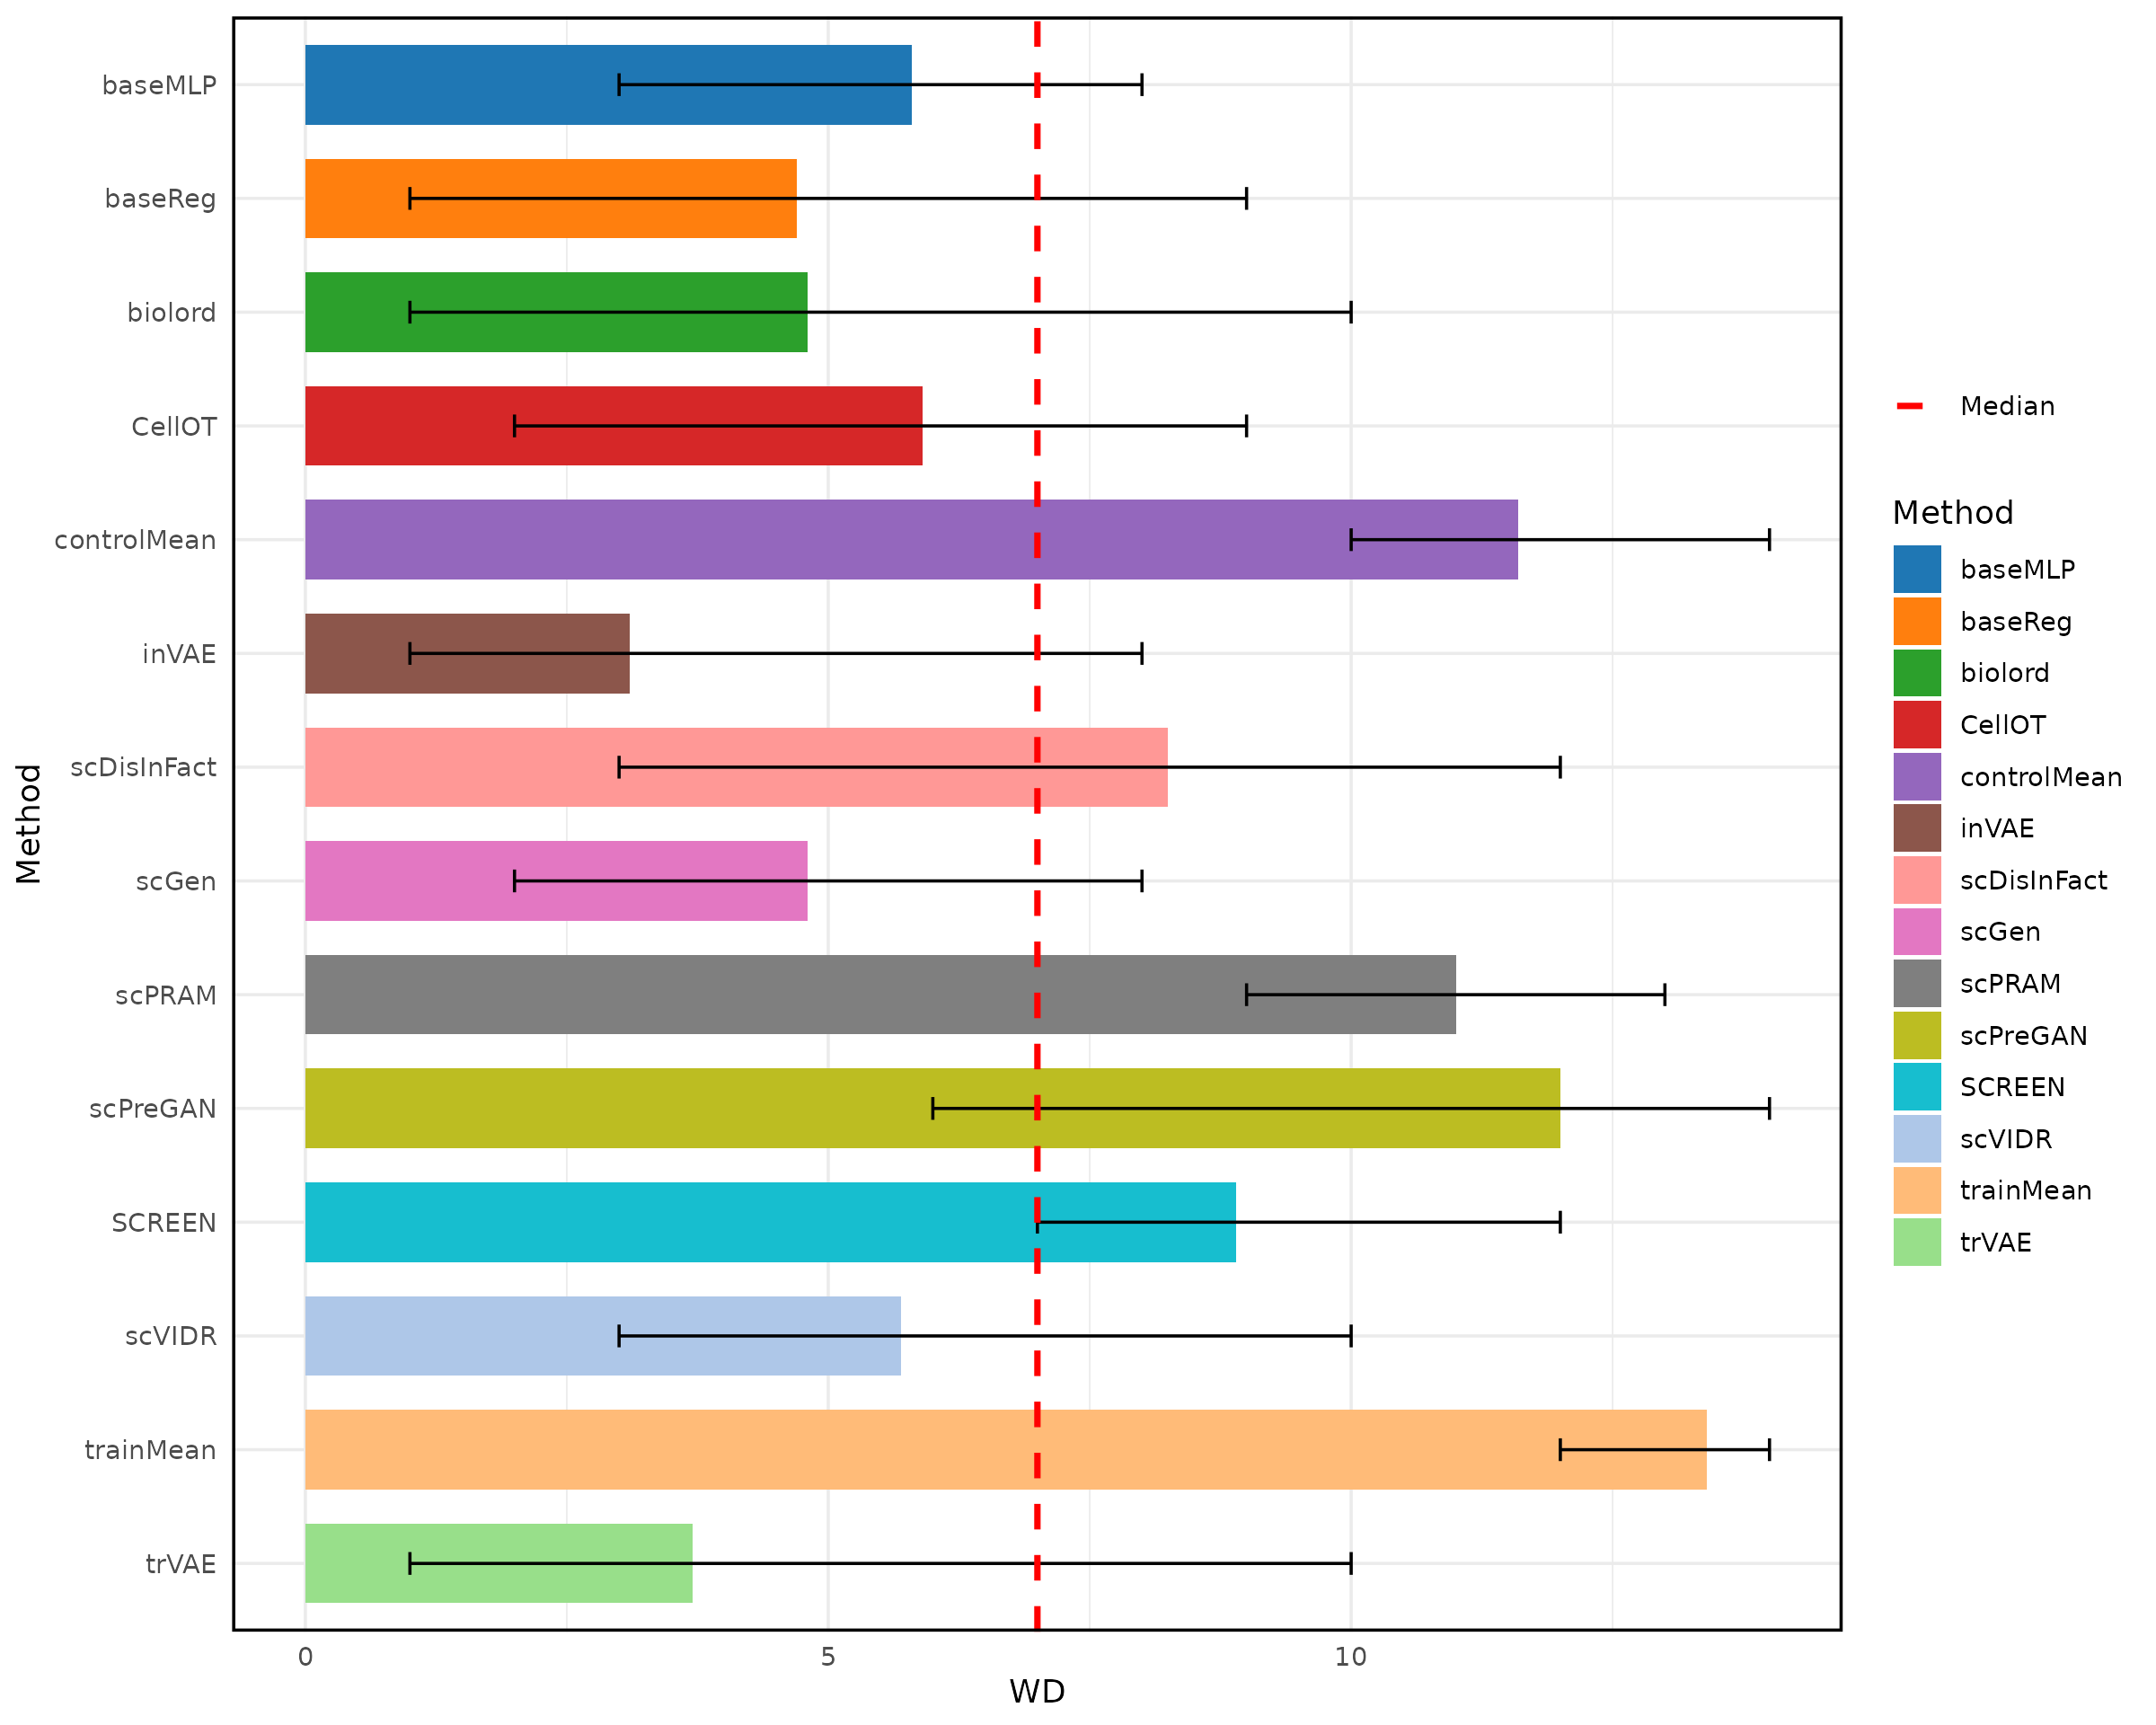 baseMLP
baseReg
biolord
CellOT
controlMean
inVAE
scDisInFact
scGen
scPRAM
scPreGAN
SCREEN
scVIDR
trainMean
trVAE
Method
0 5 10
WD
Median
Method
baseMLP
baseReg
biolord
CellOT
controlMean
inVAE
scDisInFact
scGen
scPRAM
scPreGAN
SCREEN
scVIDR
trainMean
trVAE